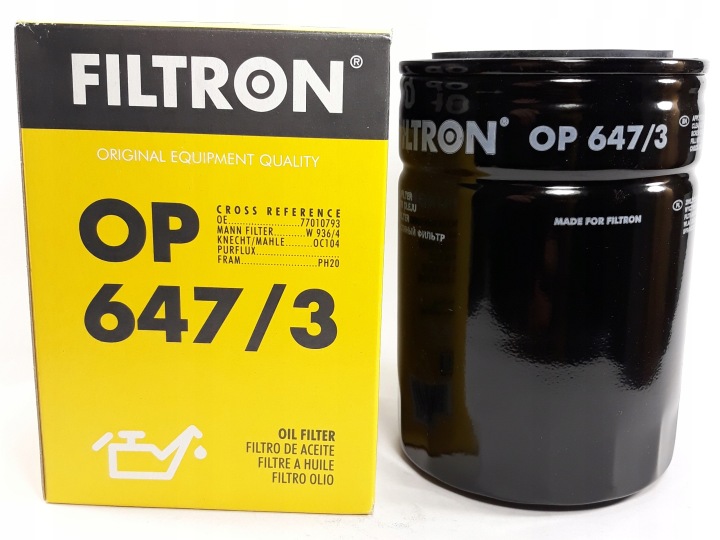 FILTRON®
ORIGINAL EQUIPMENT QUALITY
OP
647/3
CROSS REFERENCE
OE........................77010793
MANN FILTER..........W 936/4
KNECHT/MAHLE.........OC104
PURFLUX............................
FRAM.........................PH20
OIL FILTER
FILTRO DE ACEITE
FILTRE A HUILE
FILTRO OLIO
LTRON® OP 647/3
MADE FOR FILTRON